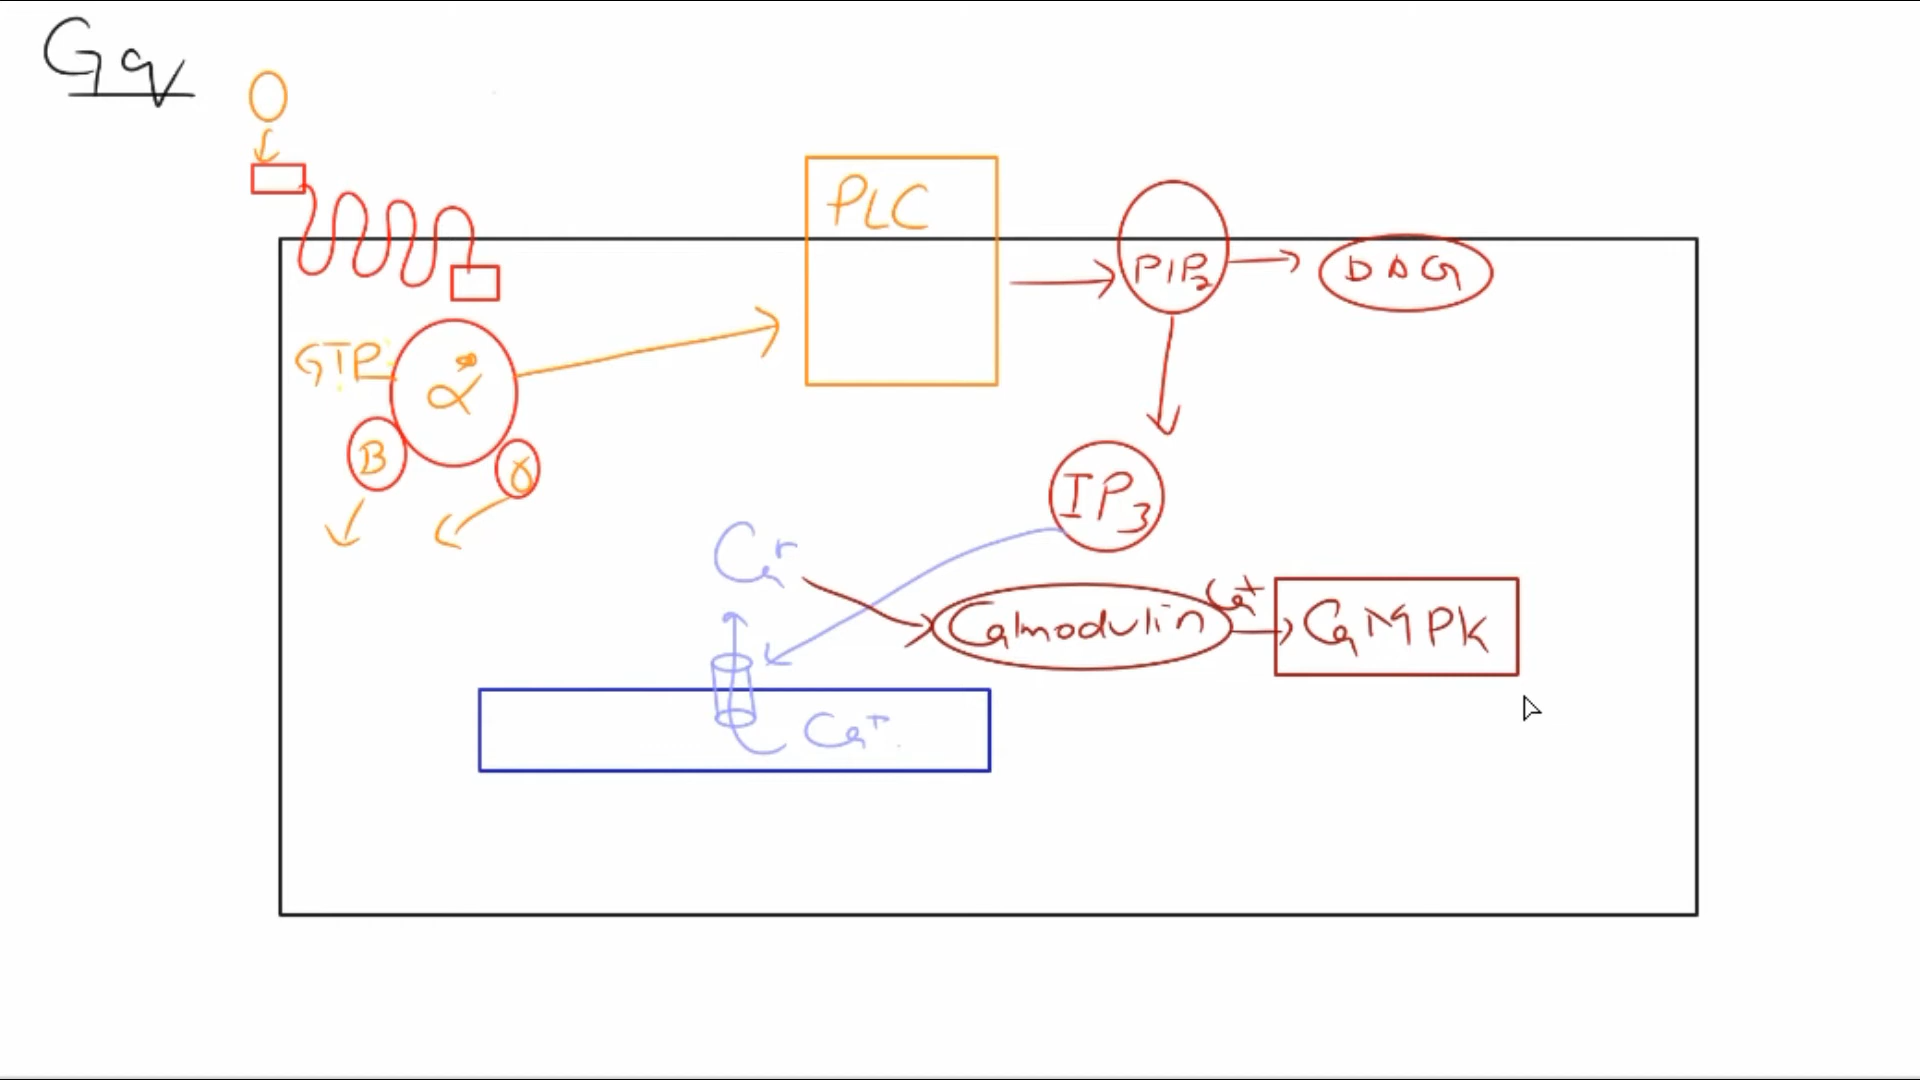 Gq
PLC
PIP2
DAG
GTP
α
B
γ
IP3
Ca+
Calmodulin
Ca+
CaMPK
Ca+